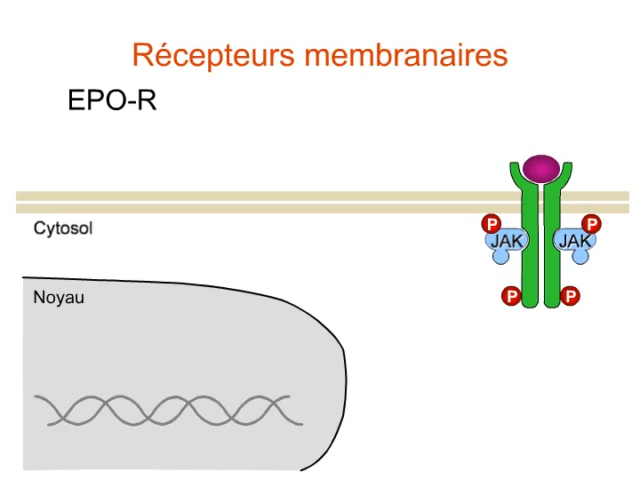 Récepteurs membranaires
EPO-R
Cytosol
P P
JAK JAK
Noyau
P P